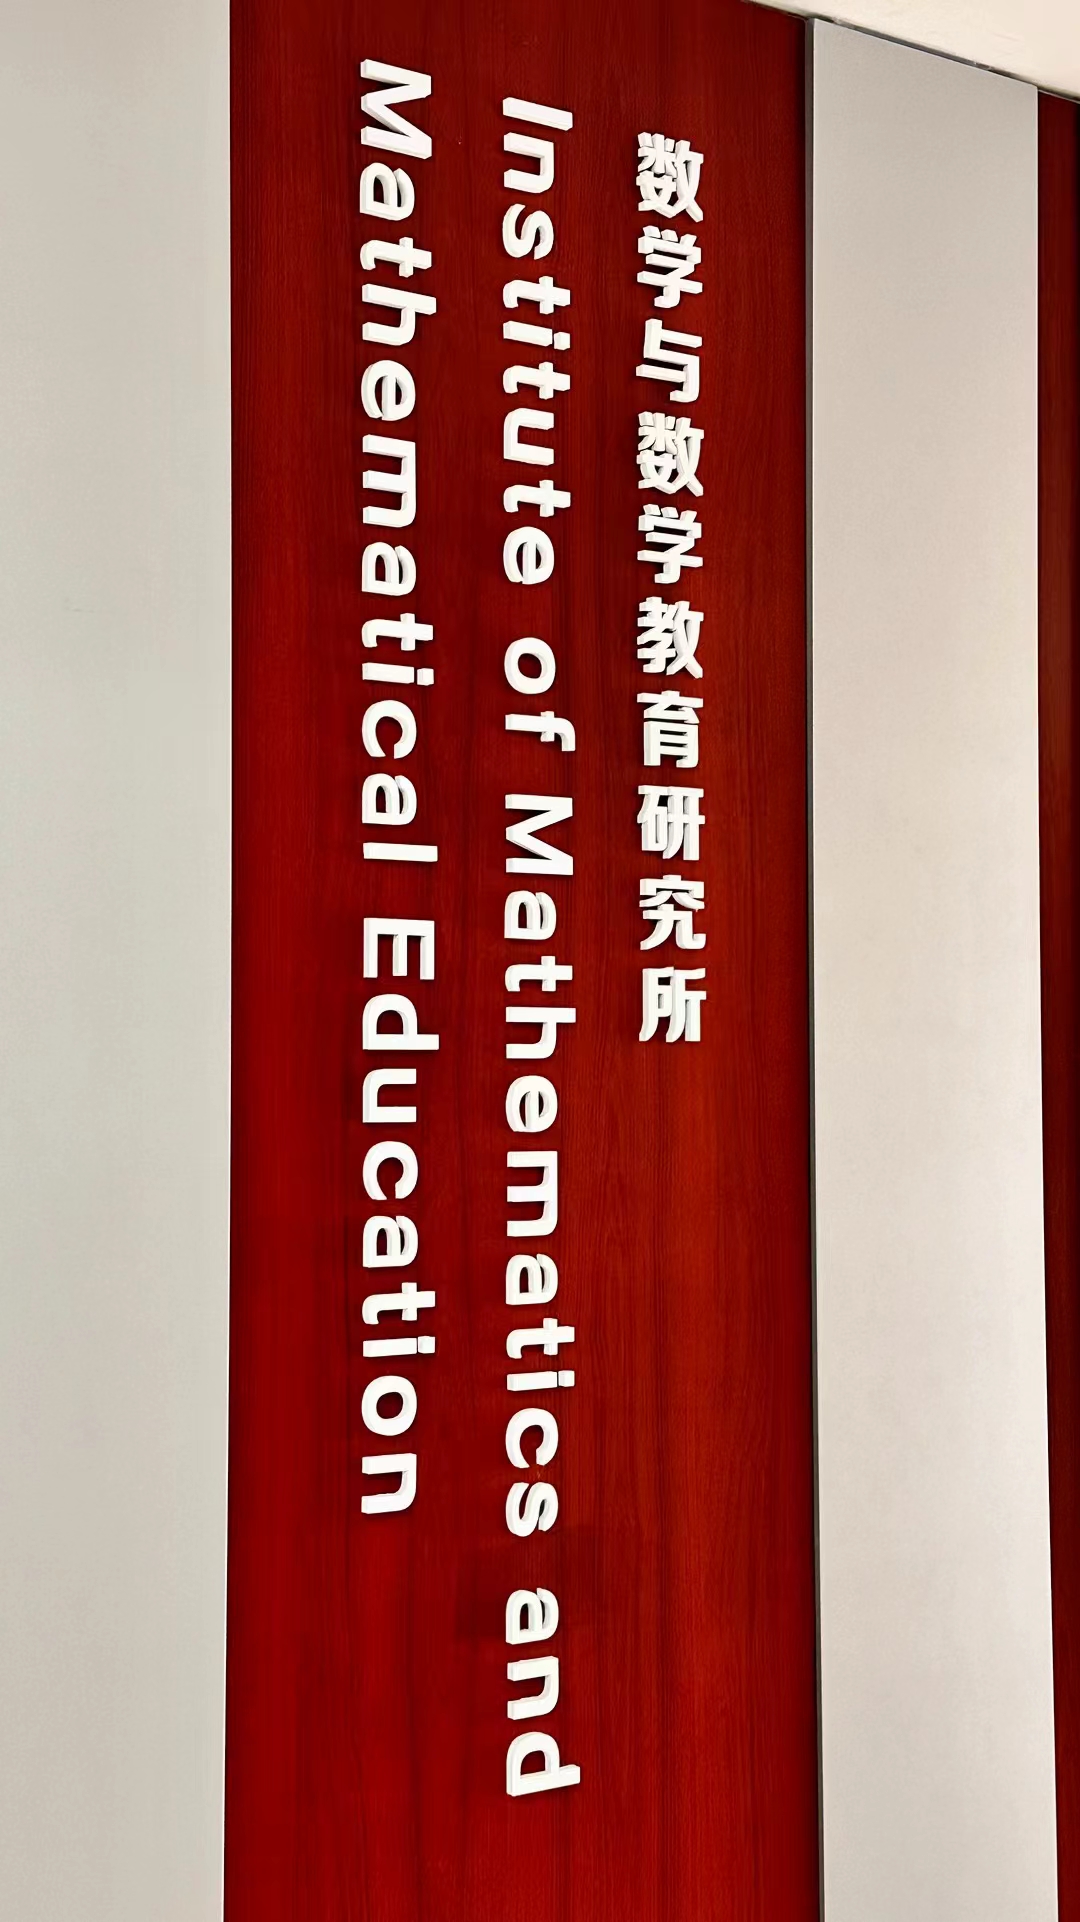 数学与数学教育研究所
Institute of Mathematics and
Mathematical Education